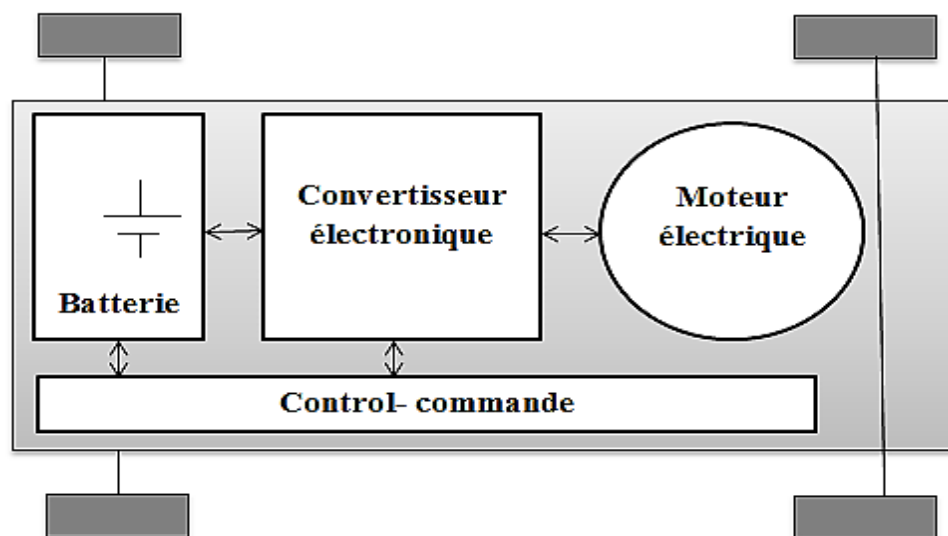 Batterie
Convertisseur
électronique
Moteur
électrique
Control- commande